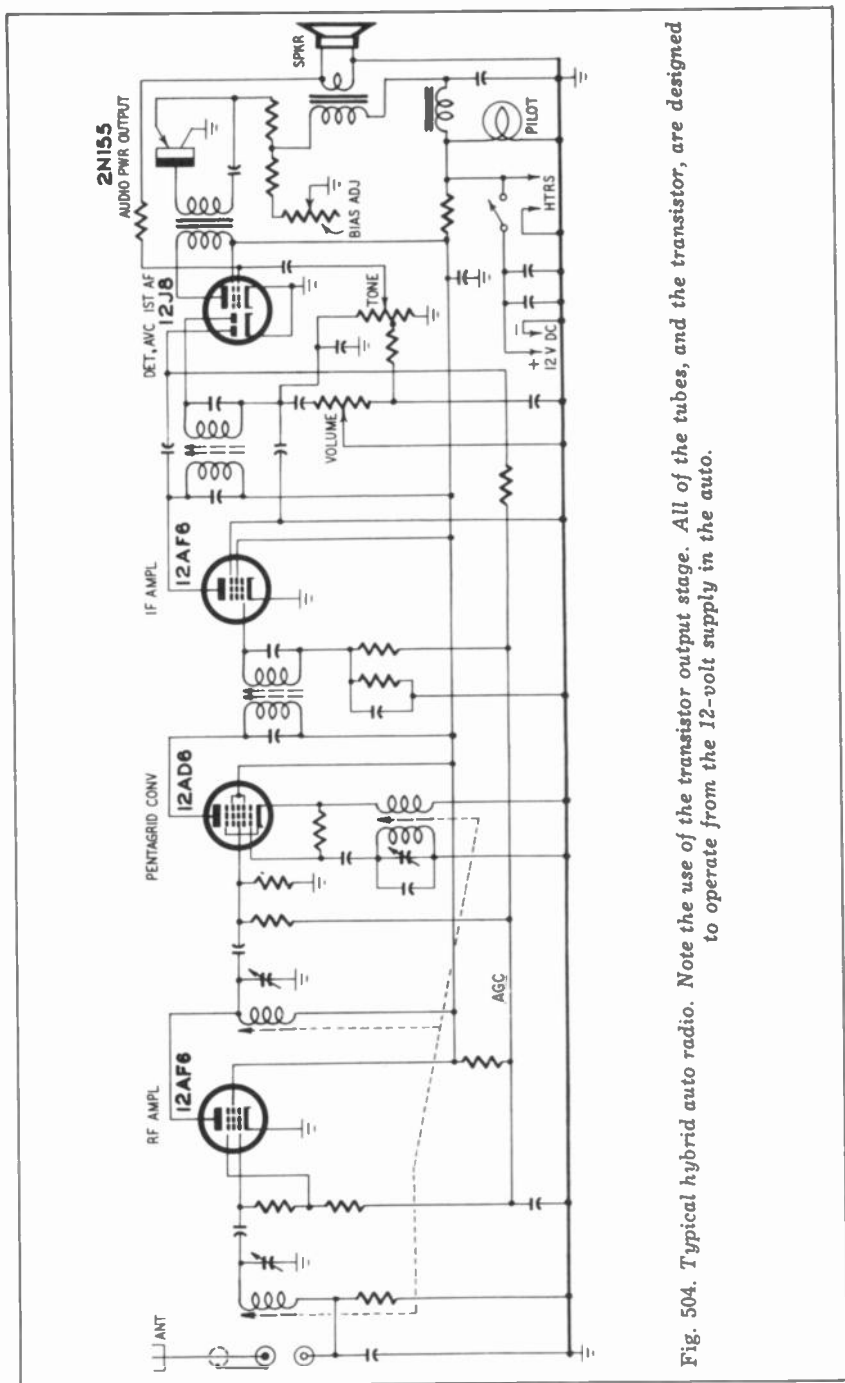 ANT
RF AMPL
12AF6
AGC
PENTAGRID CONV
12AD6
IF AMPL
12AF6
VOLUME
DET, AVC 1ST AF
12J8
TONE
BIAS ADJ
2N155
AUDIO PWR OUTPUT
SPKR
PILOT
HTRS
+
12 V DC
Fig. 504. Typical hybrid auto radio. Note the use of the transistor output stage. All of the tubes, and the transistor, are designed
to operate from the 12-volt supply in the auto.